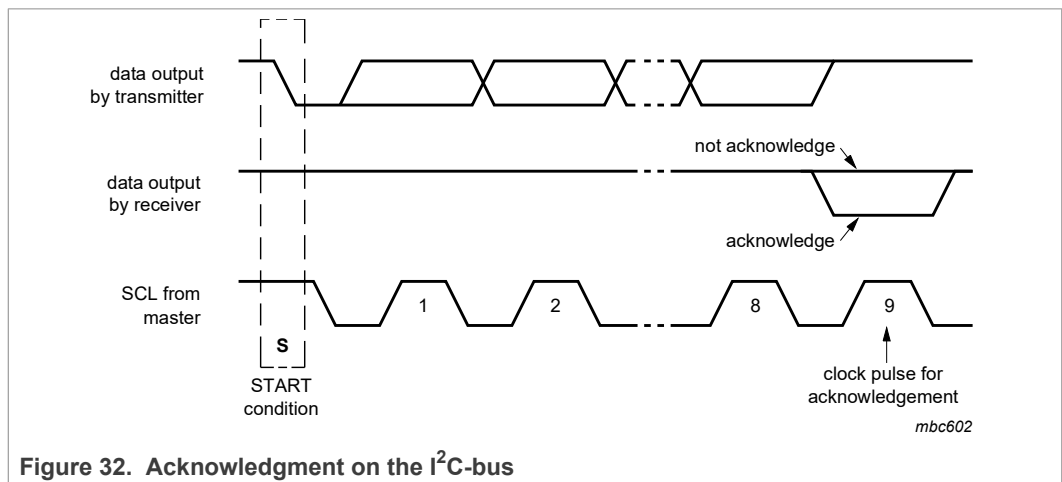 data output
by transmitter
not acknowledge
data output
by receiver
acknowledge
SCL from
master
1
2
8
9
S
START
condition
clock pulse for
acknowledgement
mbc602
Figure 32. Acknowledgment on the I²C-bus